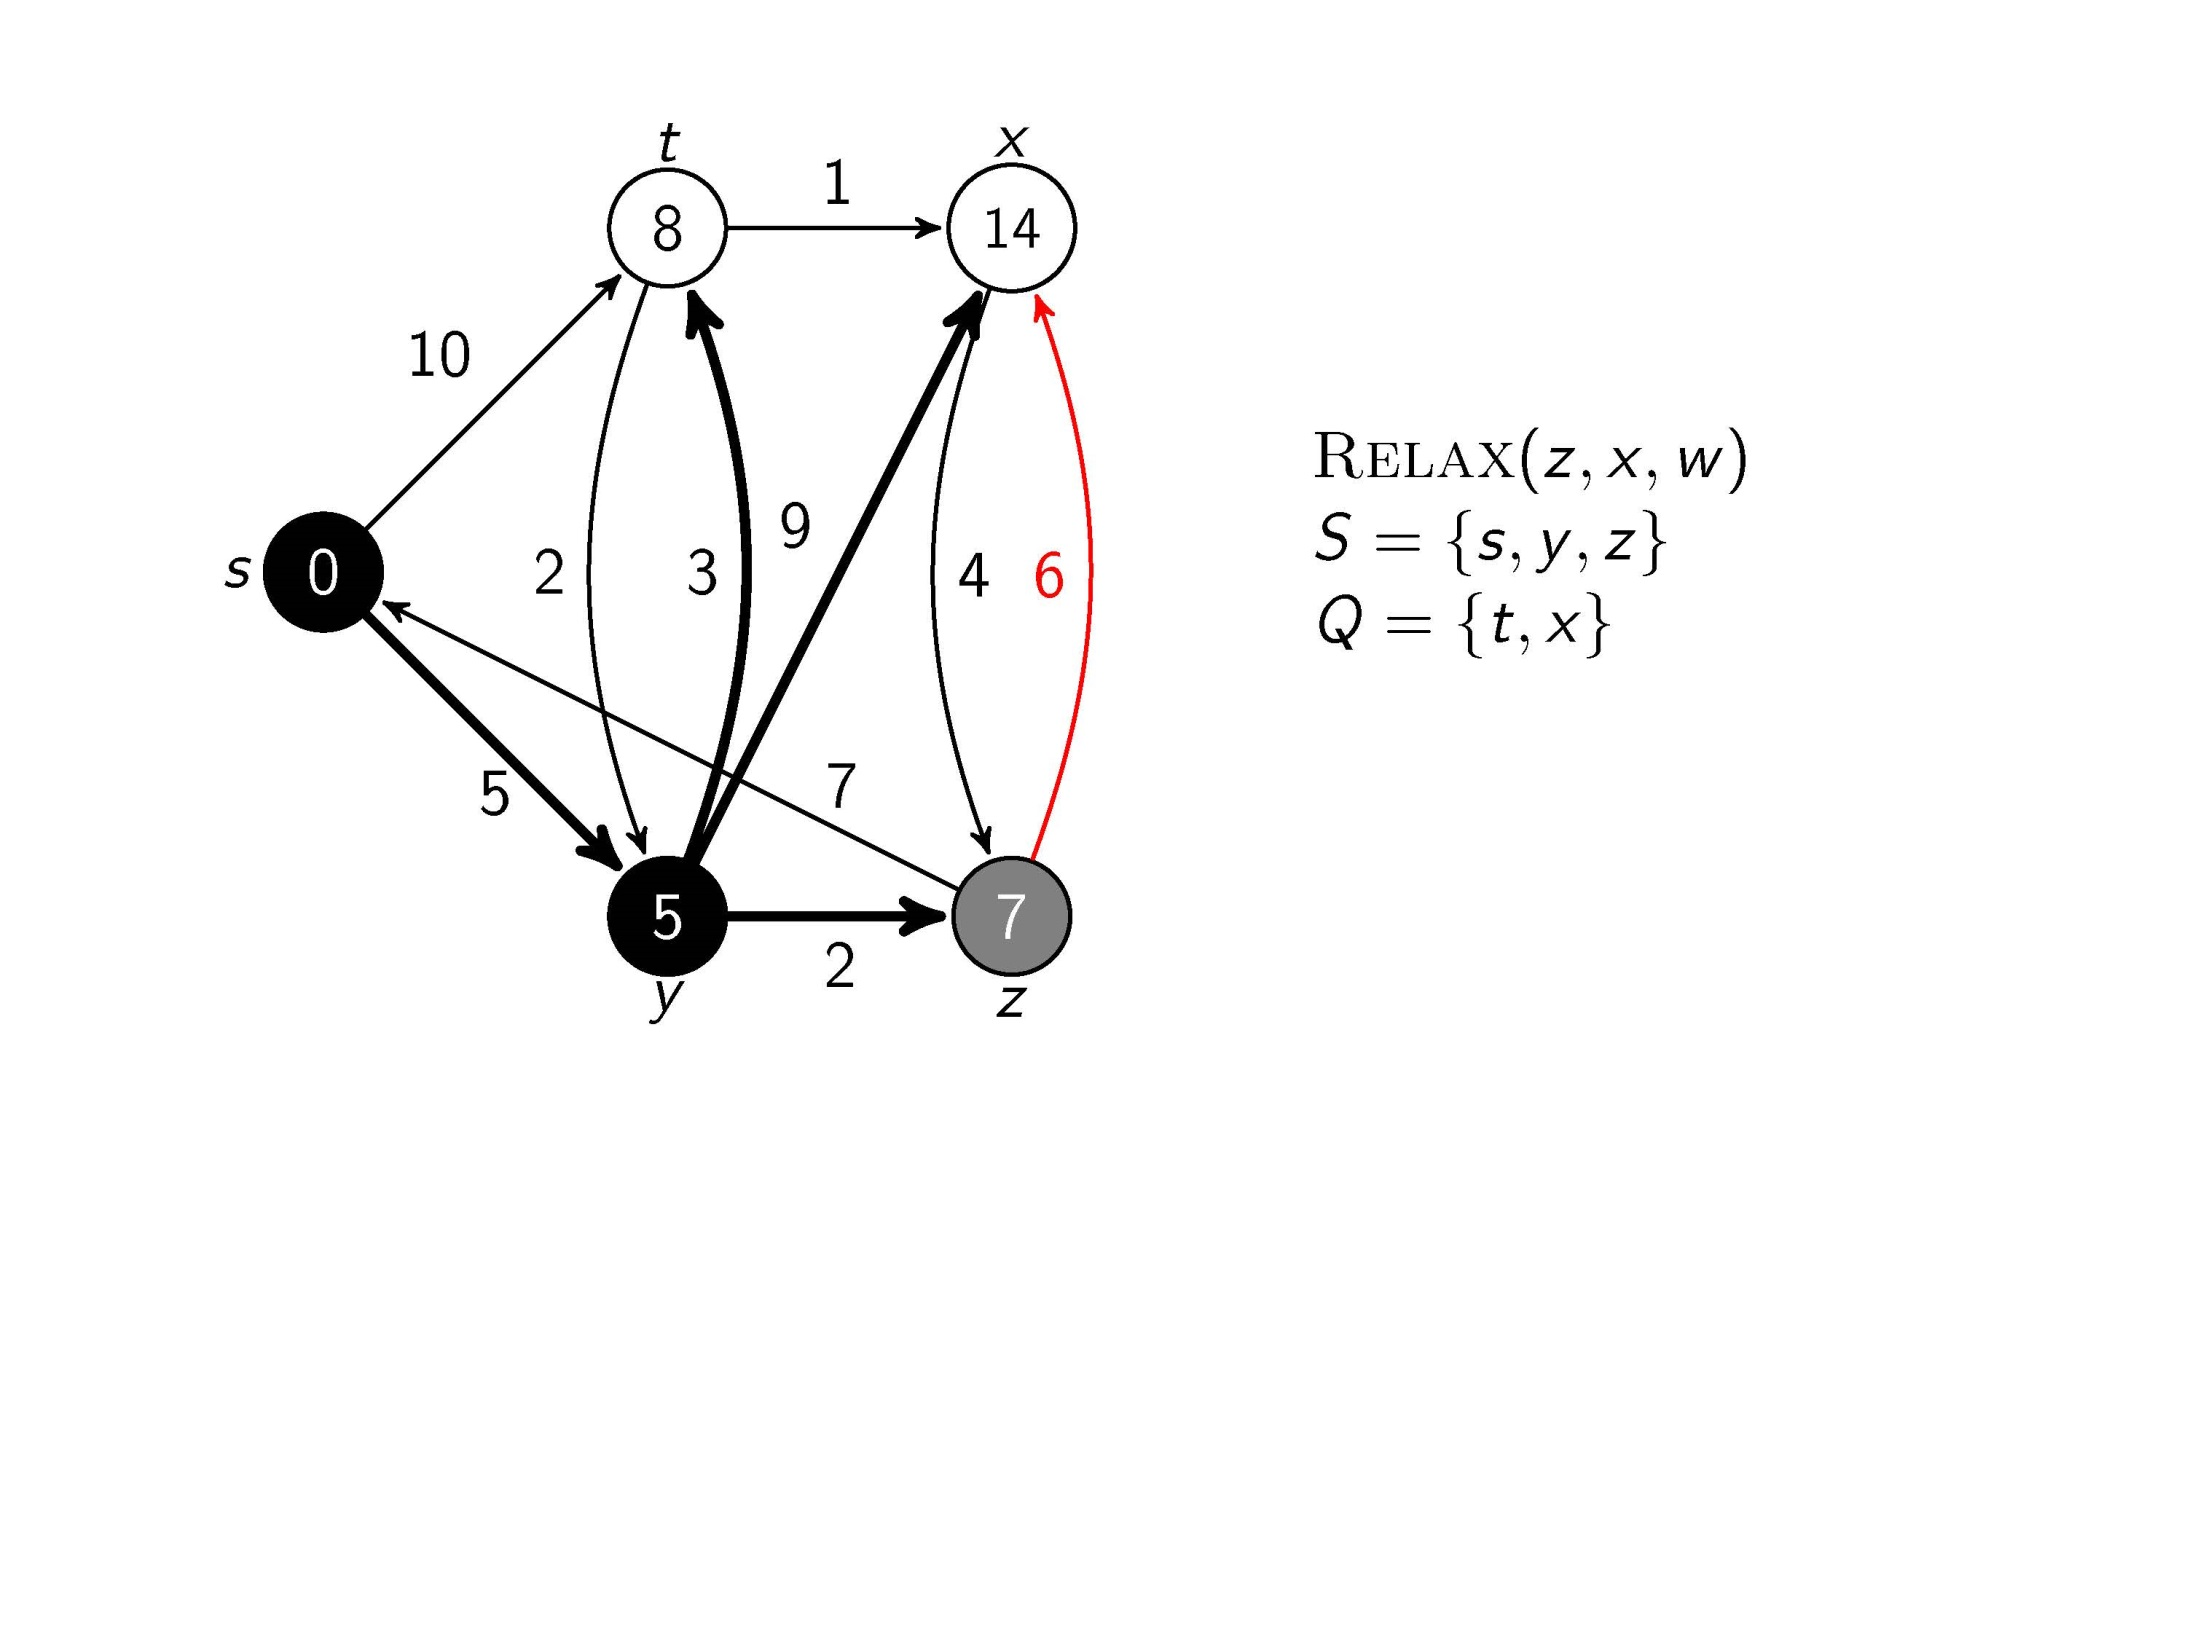 t
x
1
8
14
10
RELAX(z, x, w)
9
S = {s, y, z}
s
0
2
3
4
6
Q = {t, x}
7
5
5
7
2
y
z